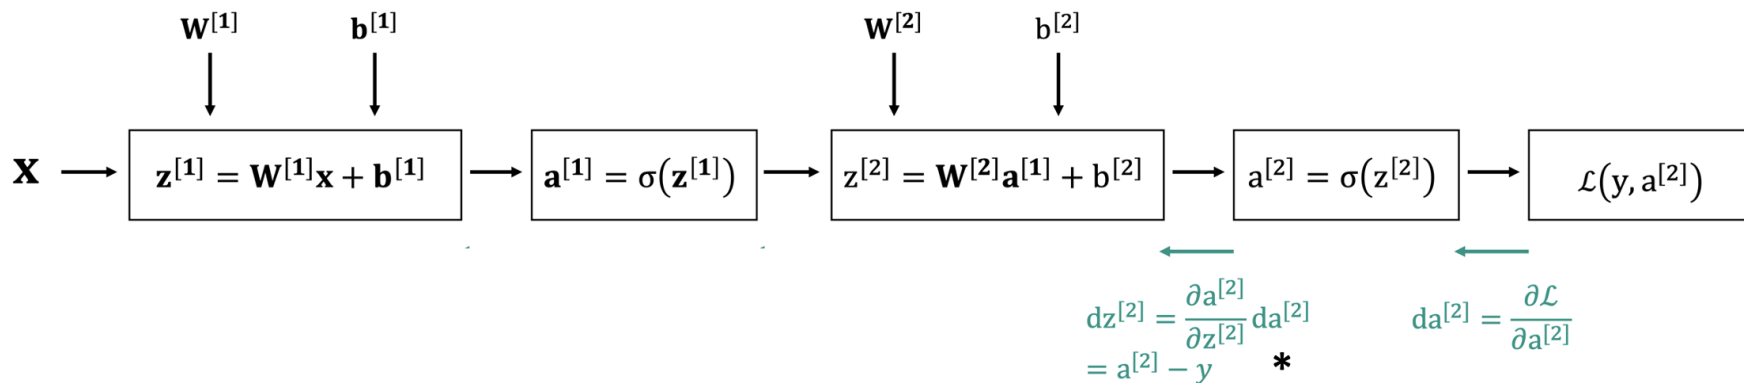 W^[1] b^[1] W^[2] b^[2]
x z^[1] = W^[1]x + b^[1] a^[1] = σ(z^[1]) z^[2] = W^[2]a^[1] + b^[2] a^[2] = σ(z^[2]) ℒ(y, a^[2])
dz^[2] = ∂a^[2]/∂z^[2] da^[2] da^[2] = ∂ℒ/∂a^[2]
= a^[2] − y *